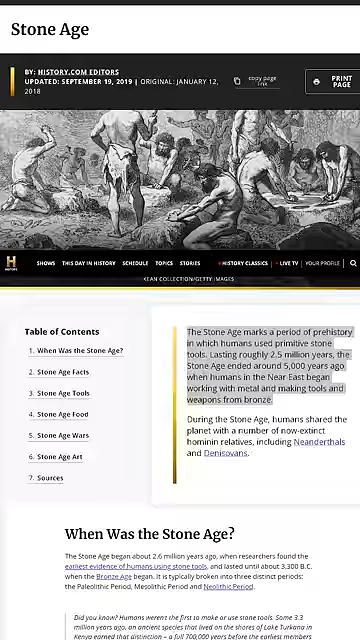 Stone Age
BY: HISTORY.COM EDITORS
UPDATED: SEPTEMBER 19, 2019 | ORIGINAL: JANUARY 12,
2018
copy page
link
PRINT
PAGE
H
HISTORY
SHOWS THIS DAY IN HISTORY SCHEDULE TOPICS STORIES HISTORY CLASSICS LIVE TV YOUR PROFILE
KEAN COLLECTION/GETTY IMAGES
Table of Contents
1. When Was the Stone Age?
2. Stone Age Facts
3. Stone Age Tools
4. Stone Age Food
5. Stone Age Wars
6. Stone Age Art
7. Sources
The Stone Age marks a period of prehistory
in which humans used primitive stone
tools. Lasting roughly 2.5 million years, the
Stone Age ended around 5,000 years ago
when humans in the Near East began
working with metal and making tools and
weapons from bronze.
During the Stone Age, humans shared the
planet with a number of now-extinct
hominin relatives, including Neanderthals
and Denisovans.
When Was the Stone Age?
The Stone Age began about 2.6 million years ago, when researchers found the
earliest evidence of humans using stone tools, and lasted until about 3,300 B.C.
when the Bronze Age began. It is typically broken into three distinct periods:
the Paleolithic Period, Mesolithic Period and Neolithic Period.
Did you know? Humans weren't the first to make or use stone tools. Some 3.3
million years ago, an ancient species that lived on the shores of Lake Turkana in
Kenya earned that distinction – a full 700,000 years before the earliest members